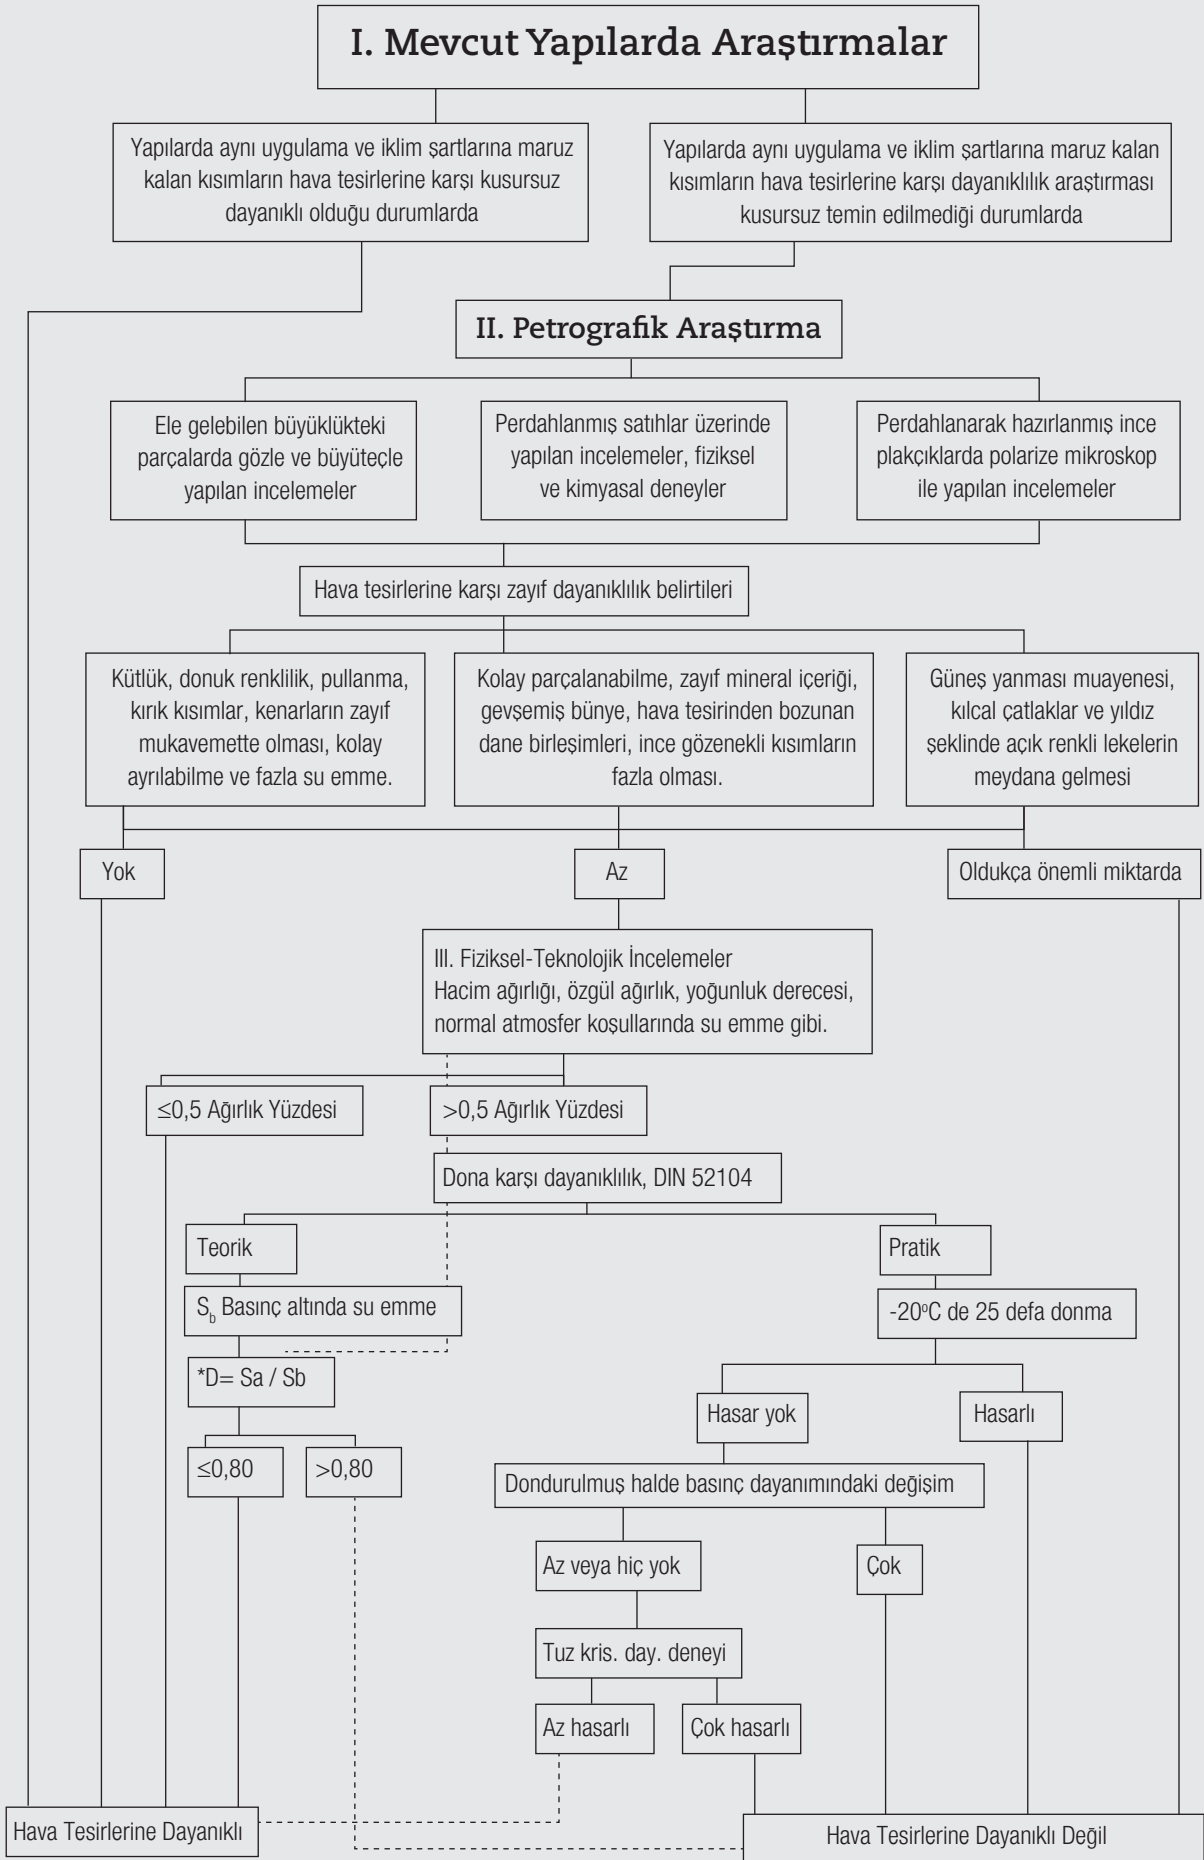 I. Mevcut Yapılarda Araştırmalar
Yapılarda aynı uygulama ve iklim şartlarına maruz
kalan kısımların hava tesirlerine karşı kusursuz
dayanıklı olduğu durumlarda
Yapılarda aynı uygulama ve iklim şartlarına maruz kalan
kısımların hava tesirlerine karşı dayanıklılık araştırması
kusursuz temin edilmediği durumlarda
II. Petrografik Araştırma
Ele gelebilen büyüklükteki
parçalarda gözle ve büyüteçle
yapılan incelemeler
Perdahlanmış satıhlar üzerinde
yapılan incelemeler, fiziksel
ve kimyasal deneyler
Perdahlanarak hazırlanmış ince
plakçıklarda polarize mikroskop
ile yapılan incelemeler
Hava tesirlerine karşı zayıf dayanıklılık belirtileri
Kütlük, donuk renklilik, pullanma,
kırık kısımlar, kenarların zayıf
mukavemette olması, kolay
ayrılabilme ve fazla su emme.
Kolay parçalanabilme, zayıf mineral içeriği,
gevşemiş bünye, hava tesirinden bozunan
dane birleşimleri, ince gözenekli kısımların
fazla olması.
Güneş yanması muayenesi,
kılcal çatlaklar ve yıldız
şeklinde açık renkli lekelerin
meydana gelmesi
Yok
Az
Oldukça önemli miktarda
III. Fiziksel-Teknolojik İncelemeler
Hacim ağırlığı, özgül ağırlık, yoğunluk derecesi,
normal atmosfer koşullarında su emme gibi.
≤0,5 Ağırlık Yüzdesi
>0,5 Ağırlık Yüzdesi
Dona karşı dayanıklılık, DIN 52104
Teorik
Pratik
S_b Basınç altında su emme
-20°C de 25 defa donma
*D= Sa / Sb
Hasar yok
Hasarlı
≤0,80
>0,80
Dondurulmuş halde basınç dayanımındaki değişim
Az veya hiç yok
Çok
Tuz kris. day. deneyi
Az hasarlı
Çok hasarlı
Hava Tesirlerine Dayanıklı
Hava Tesirlerine Dayanıklı Değil